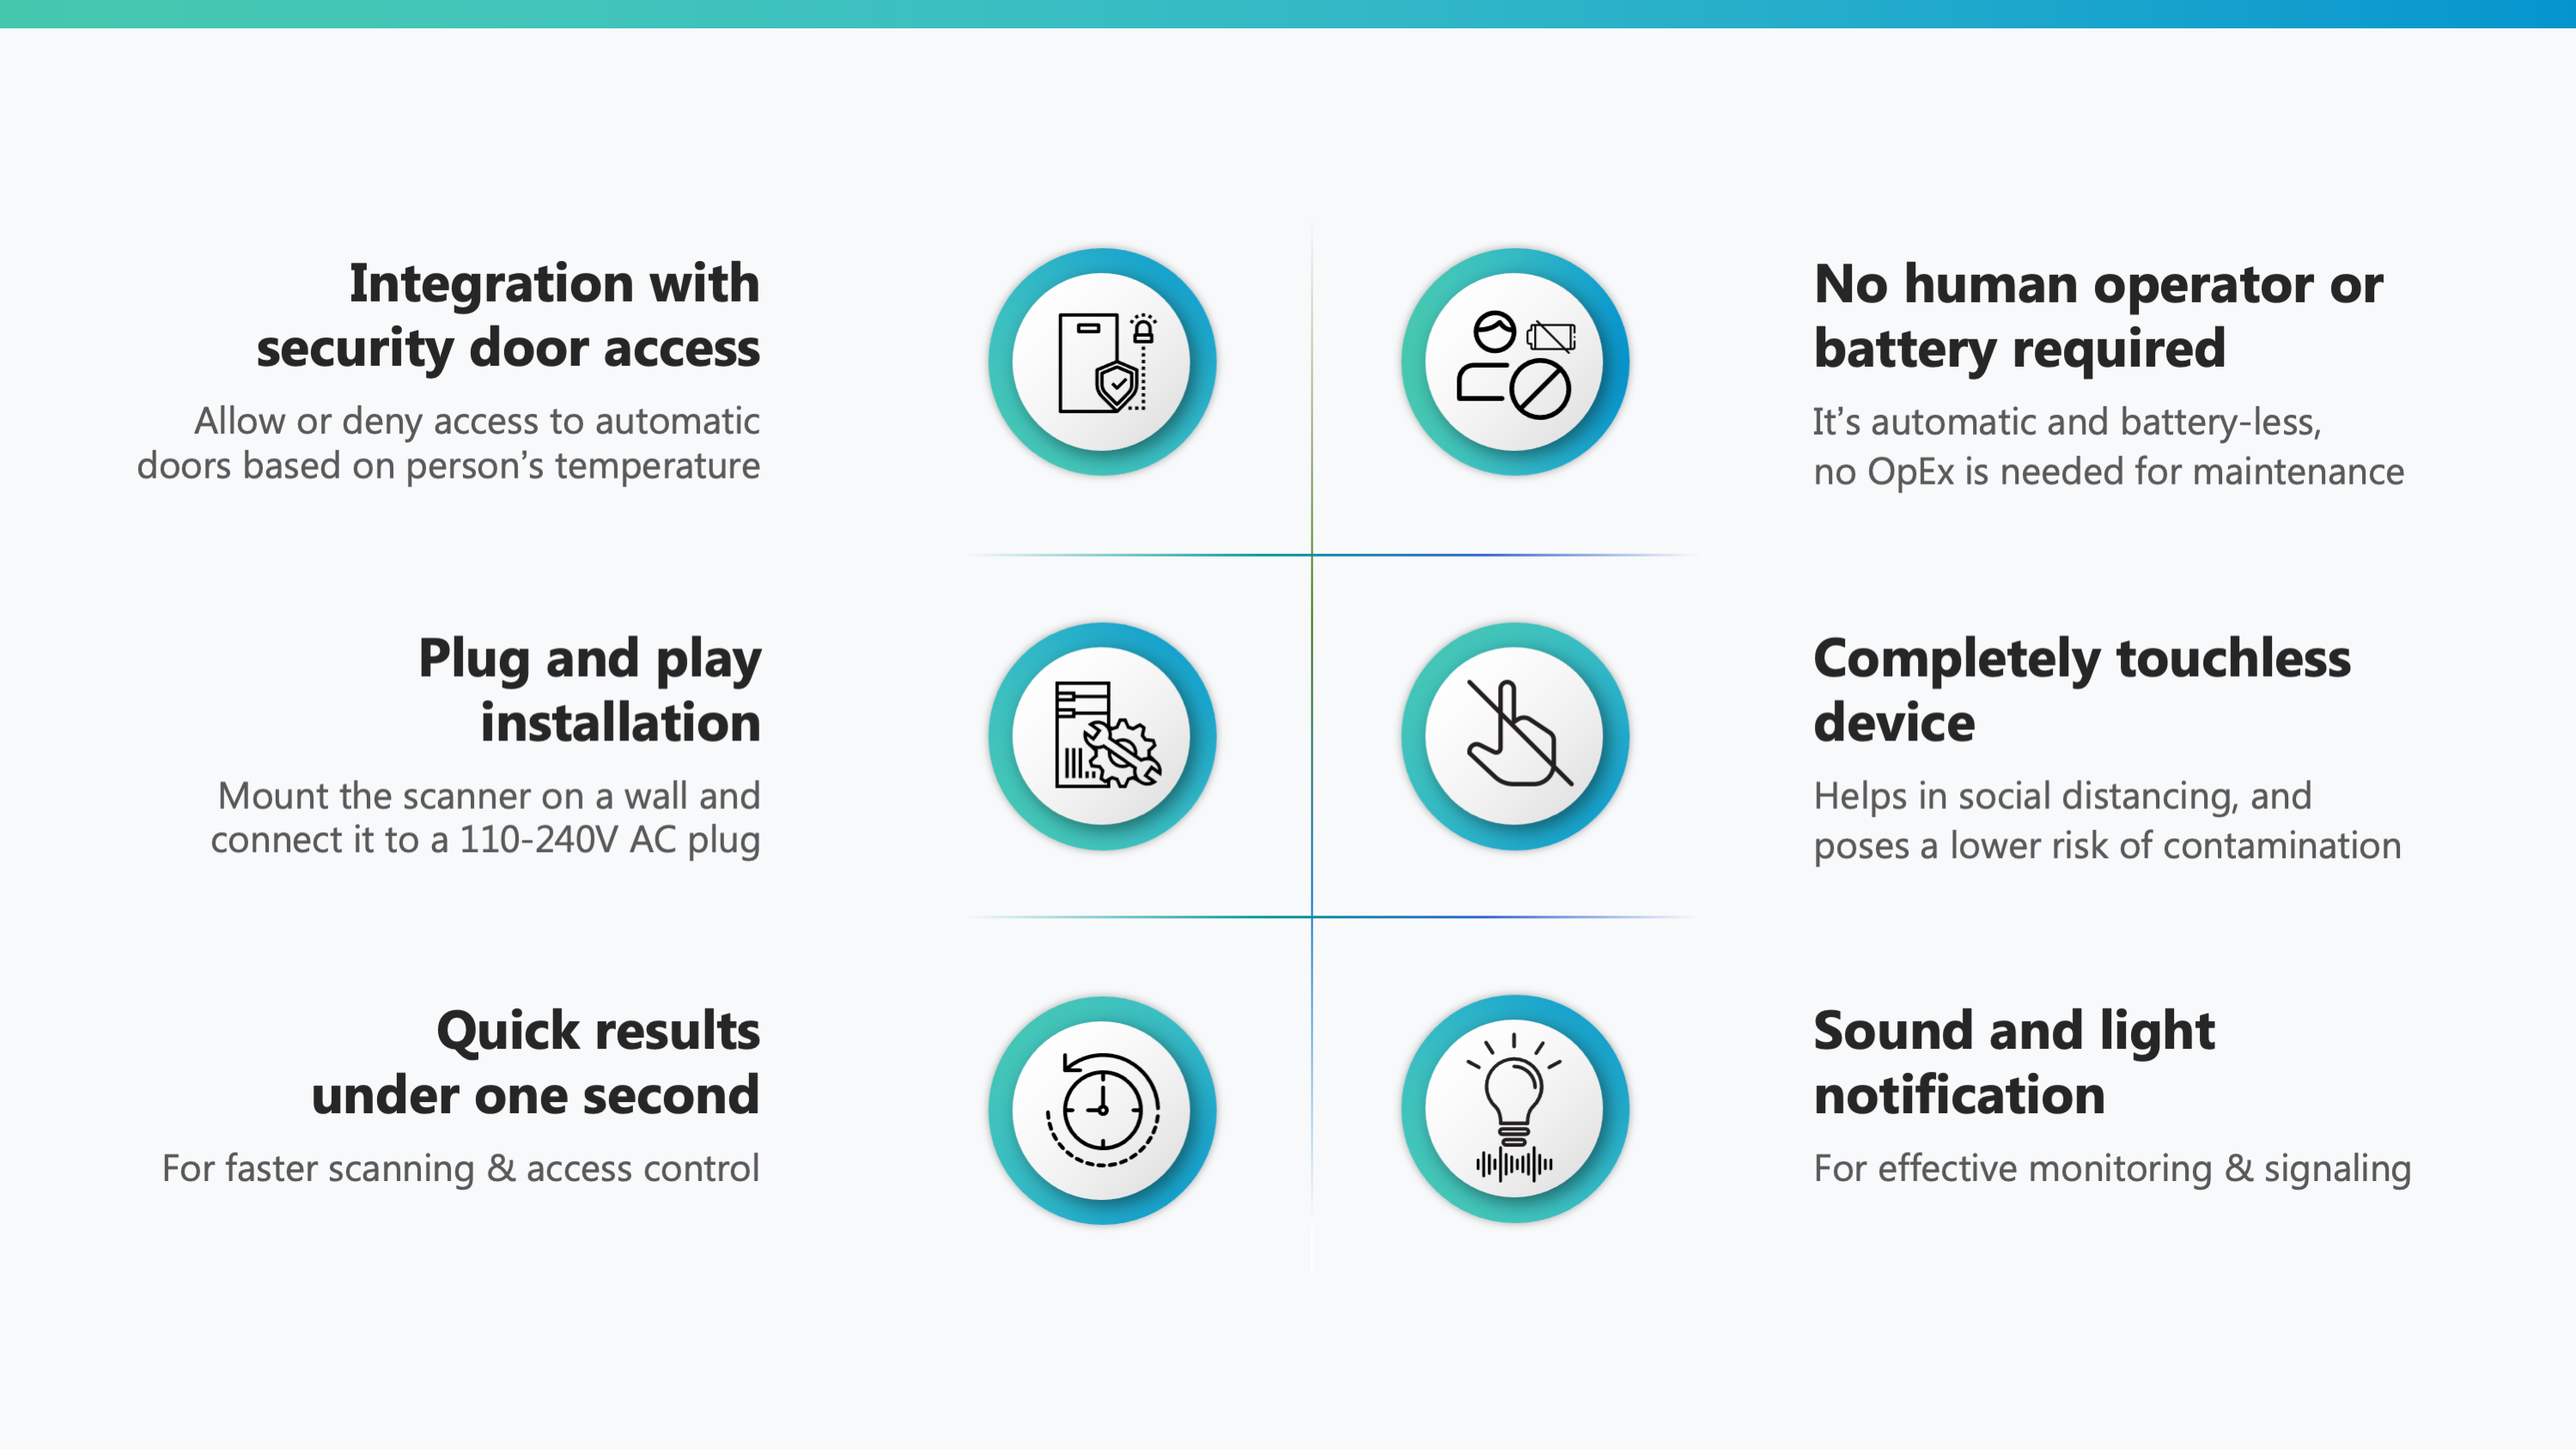 Integration with
security door access
Allow or deny access to automatic
doors based on person’s temperature
No human operator or
battery required
It’s automatic and battery-less,
no OpEx is needed for maintenance
Plug and play
installation
Mount the scanner on a wall and
connect it to a 110-240V AC plug
Completely touchless
device
Helps in social distancing, and
poses a lower risk of contamination
Quick results
under one second
For faster scanning & access control
Sound and light
notification
For effective monitoring & signaling